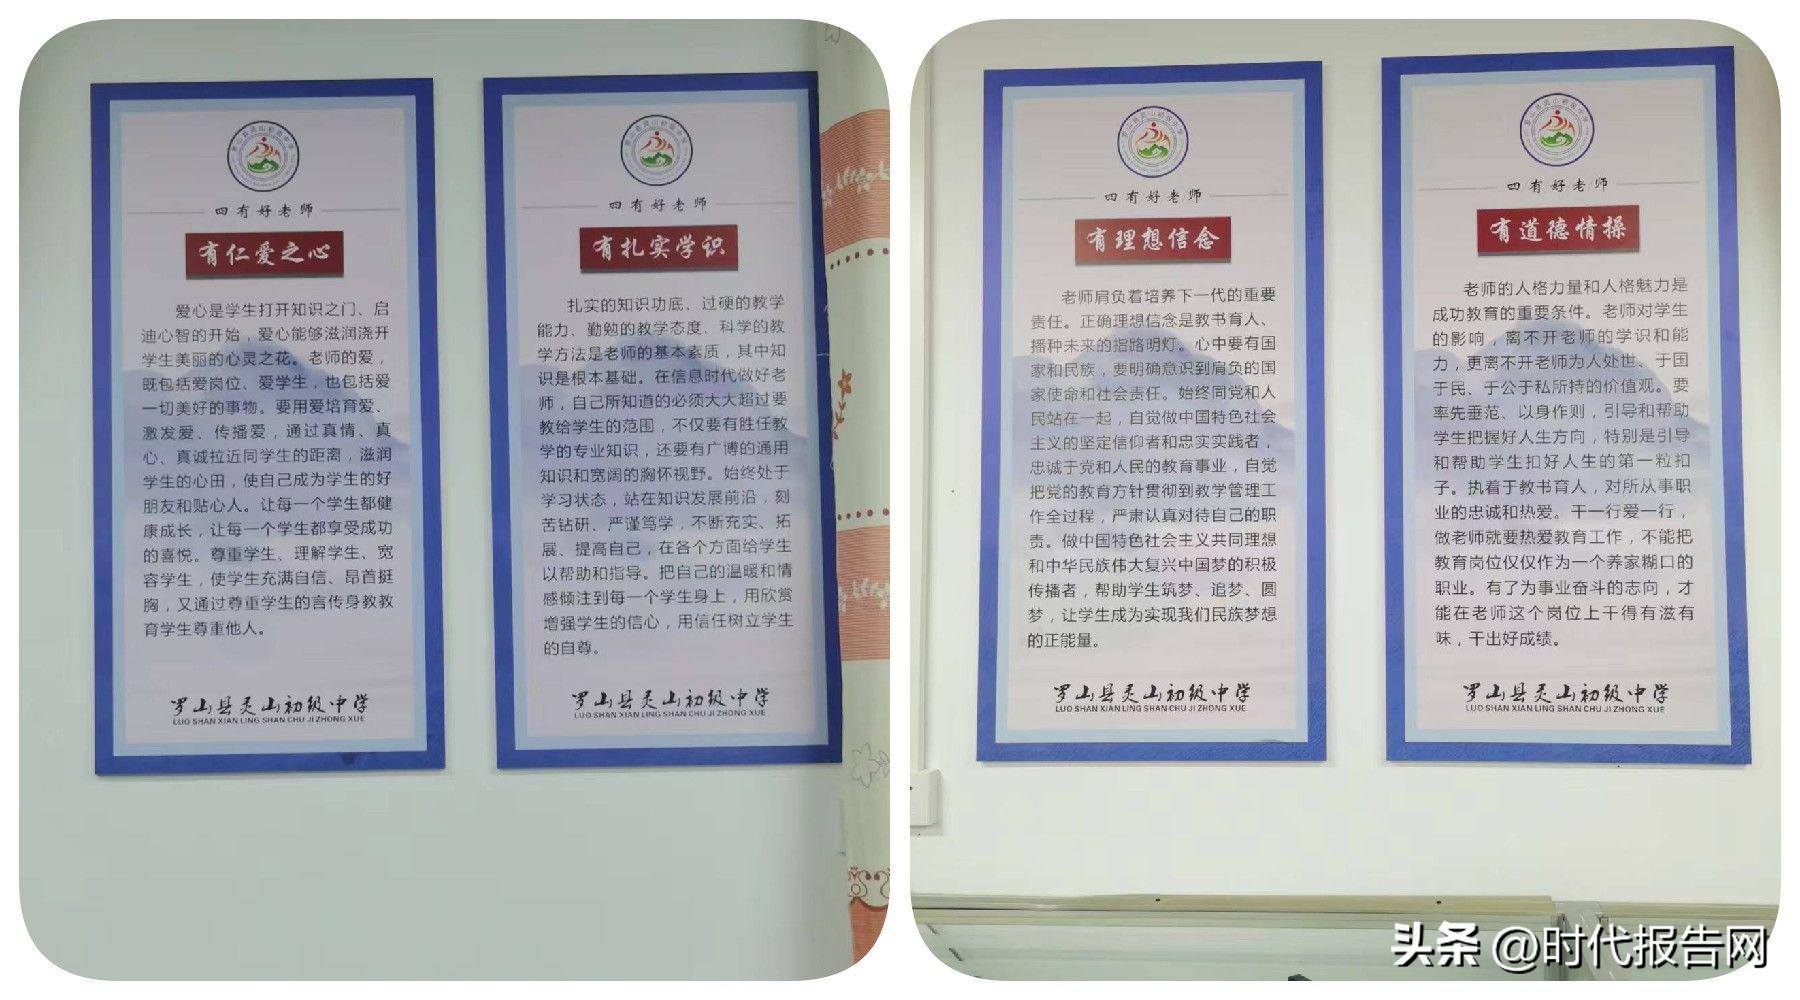 四有好老师
有仁爱之心
爱心是学生打开知识之门、启
迪心智的开始，爱心能够滋润浇开
学生美丽的心灵之花。老师的爱，
既包括爱岗位、爱学生，也包括爱
一切美好的事物。要用爱培育爱、
激发爱、传播爱，通过真情、真
心、真诚拉近同学生的距离，滋润
学生的心田，使自己成为学生的好
朋友和贴心人。让每一个学生都健
康成长，让每一个学生都享受成功
的喜悦。尊重学生、理解学生、宽
容学生，使学生充满自信、昂首挺
胸，又通过尊重学生的言传身教教
育学生尊重他人。
罗山县灵山初级中学
LUO SHAN XIAN LING SHAN CHU JI ZHONG XUE
四有好老师
有扎实学识
扎实的知识功底、过硬的教学
能力、勤勉的教学态度、科学的教
学方法是老师的基本素质，其中知
识是根本基础。在信息时代做好老
师，自己所知道的必须大大超过要
教给学生的范围，不仅要有胜任教
学的专业知识，还要有广博的通用
知识和宽阔的胸怀视野。始终处于
学习状态，站在知识发展前沿，刻
苦钻研、严谨笃学，不断充实、拓
展、提高自己，在各个方面给学生
以帮助和指导。把自己的温暖和情
感倾注到每一个学生身上，用欣赏
增强学生的信心，用信任树立学生
的自尊。
罗山县灵山初级中学
LUO SHAN XIAN LING SHAN CHU JI ZHONG XUE
四有好老师
有理想信念
老师肩负着培养下一代的重要
责任。正确理想信念是教书育人、
播种未来的指路明灯。心中要有国
家和民族，要明确意识到肩负的国
家使命和社会责任。始终同党和人
民站在一起，自觉做中国特色社会
主义的坚定信仰者和忠实实践者，
忠诚于党和人民的教育事业，自觉
把党的教育方针贯彻到教学管理工
作全过程，严肃认真对待自己的职
责。做中国特色社会主义共同理想
和中华民族伟大复兴中国梦的积极
传播者，帮助学生筑梦、追梦、圆
梦，让学生成为实现我们民族梦想
的正能量。
罗山县灵山初级中学
LUO SHAN XIAN LING SHAN CHU JI ZHONG XUE
四有好老师
有道德情操
老师的人格力量和人格魅力是
成功教育的重要条件。老师对学生
的影响，离不开老师的学识和能
力，更离不开老师为人处世、于国
于民、于公于私所持的价值观。要
率先垂范、以身作则，引导和帮助
学生把握好人生方向，特别是引导
和帮助学生扣好人生的第一粒扣
子。执着于教书育人，对所从事职
业的忠诚和热爱。干一行爱一行，
做老师就要热爱教育工作，不能把
教育岗位仅仅作为一个养家糊口的
职业。有了为事业奋斗的志向，才
能在老师这个岗位上干得有滋有
味，干出好成绩。
罗山县灵山初级中学
LUO SHAN XIAN LING SHAN CHU JI ZHONG XUE
头条 @时代报告网